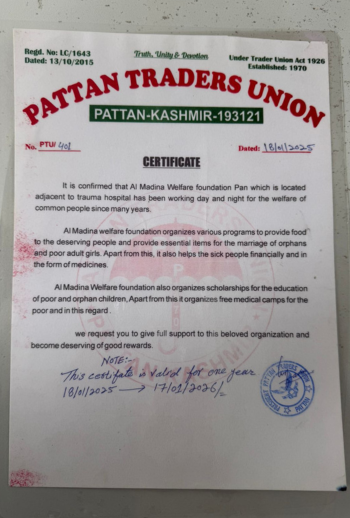 Regd. No: LC/1643
Dated: 13/10/2015
Truth, Unity & Devotion
Under Trader Union Act 1926
Established: 1970
PATTAN TRADERS UNION
PATTAN-KASHMIR-193121
No. PTU/ 401
Dated: 18/01/2025
CERTIFICATE
It is confirmed that Al Madina Welfare foundation Pan which is located
adjacent to trauma hospital has been working day and night for the welfare of
common people since many years.
Al Madina welfare foundation organizes various programs to provide food
to the deserving people and provide essential items for the marriage of orphans
and poor adult girls. Apart from this, it also helps the sick people financially and in
the form of medicines.
Al Madina Welfare foundation also organizes scholarships for the education
of poor and orphan children, Apart from this it organizes free medical camps for the
poor and in this regard .
we request you to give full support to this beloved organization and
become deserving of good rewards.
NOTE:-
This certifate is valid for one year
18/01/2025 → 17/01/2026/=